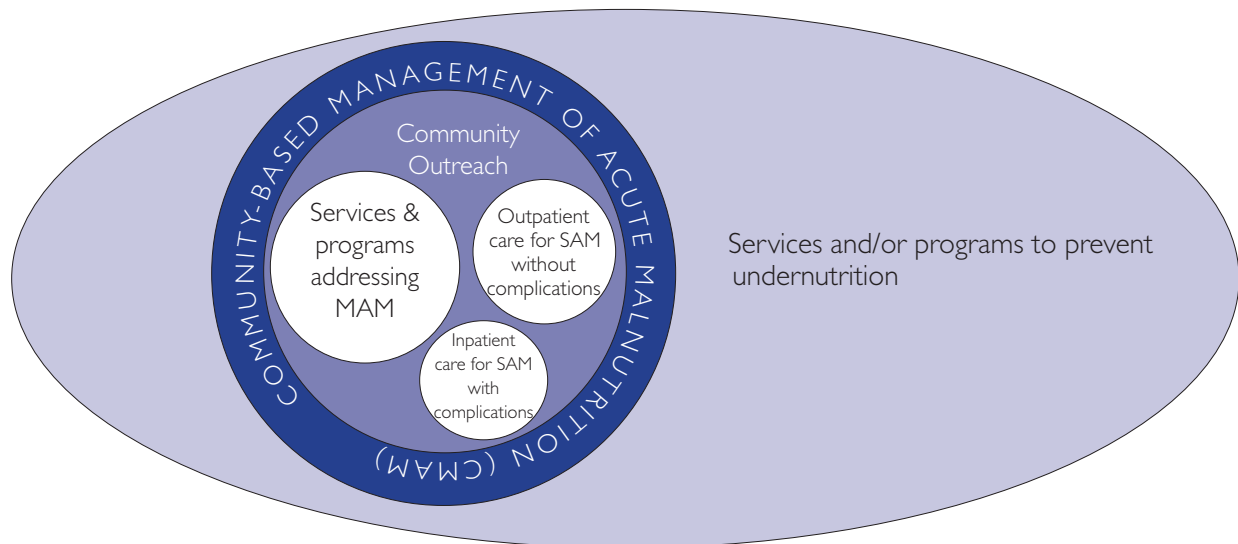 COMMUNITY-BASED MANAGEMENT OF ACUTE MALNUTRITION (CMAM)
Community
Outreach
Services &
programs
addressing
MAM
Outpatient
care for SAM
without
complications
Inpatient
care for SAM
with
complications
Services and/or programs to prevent
undernutrition